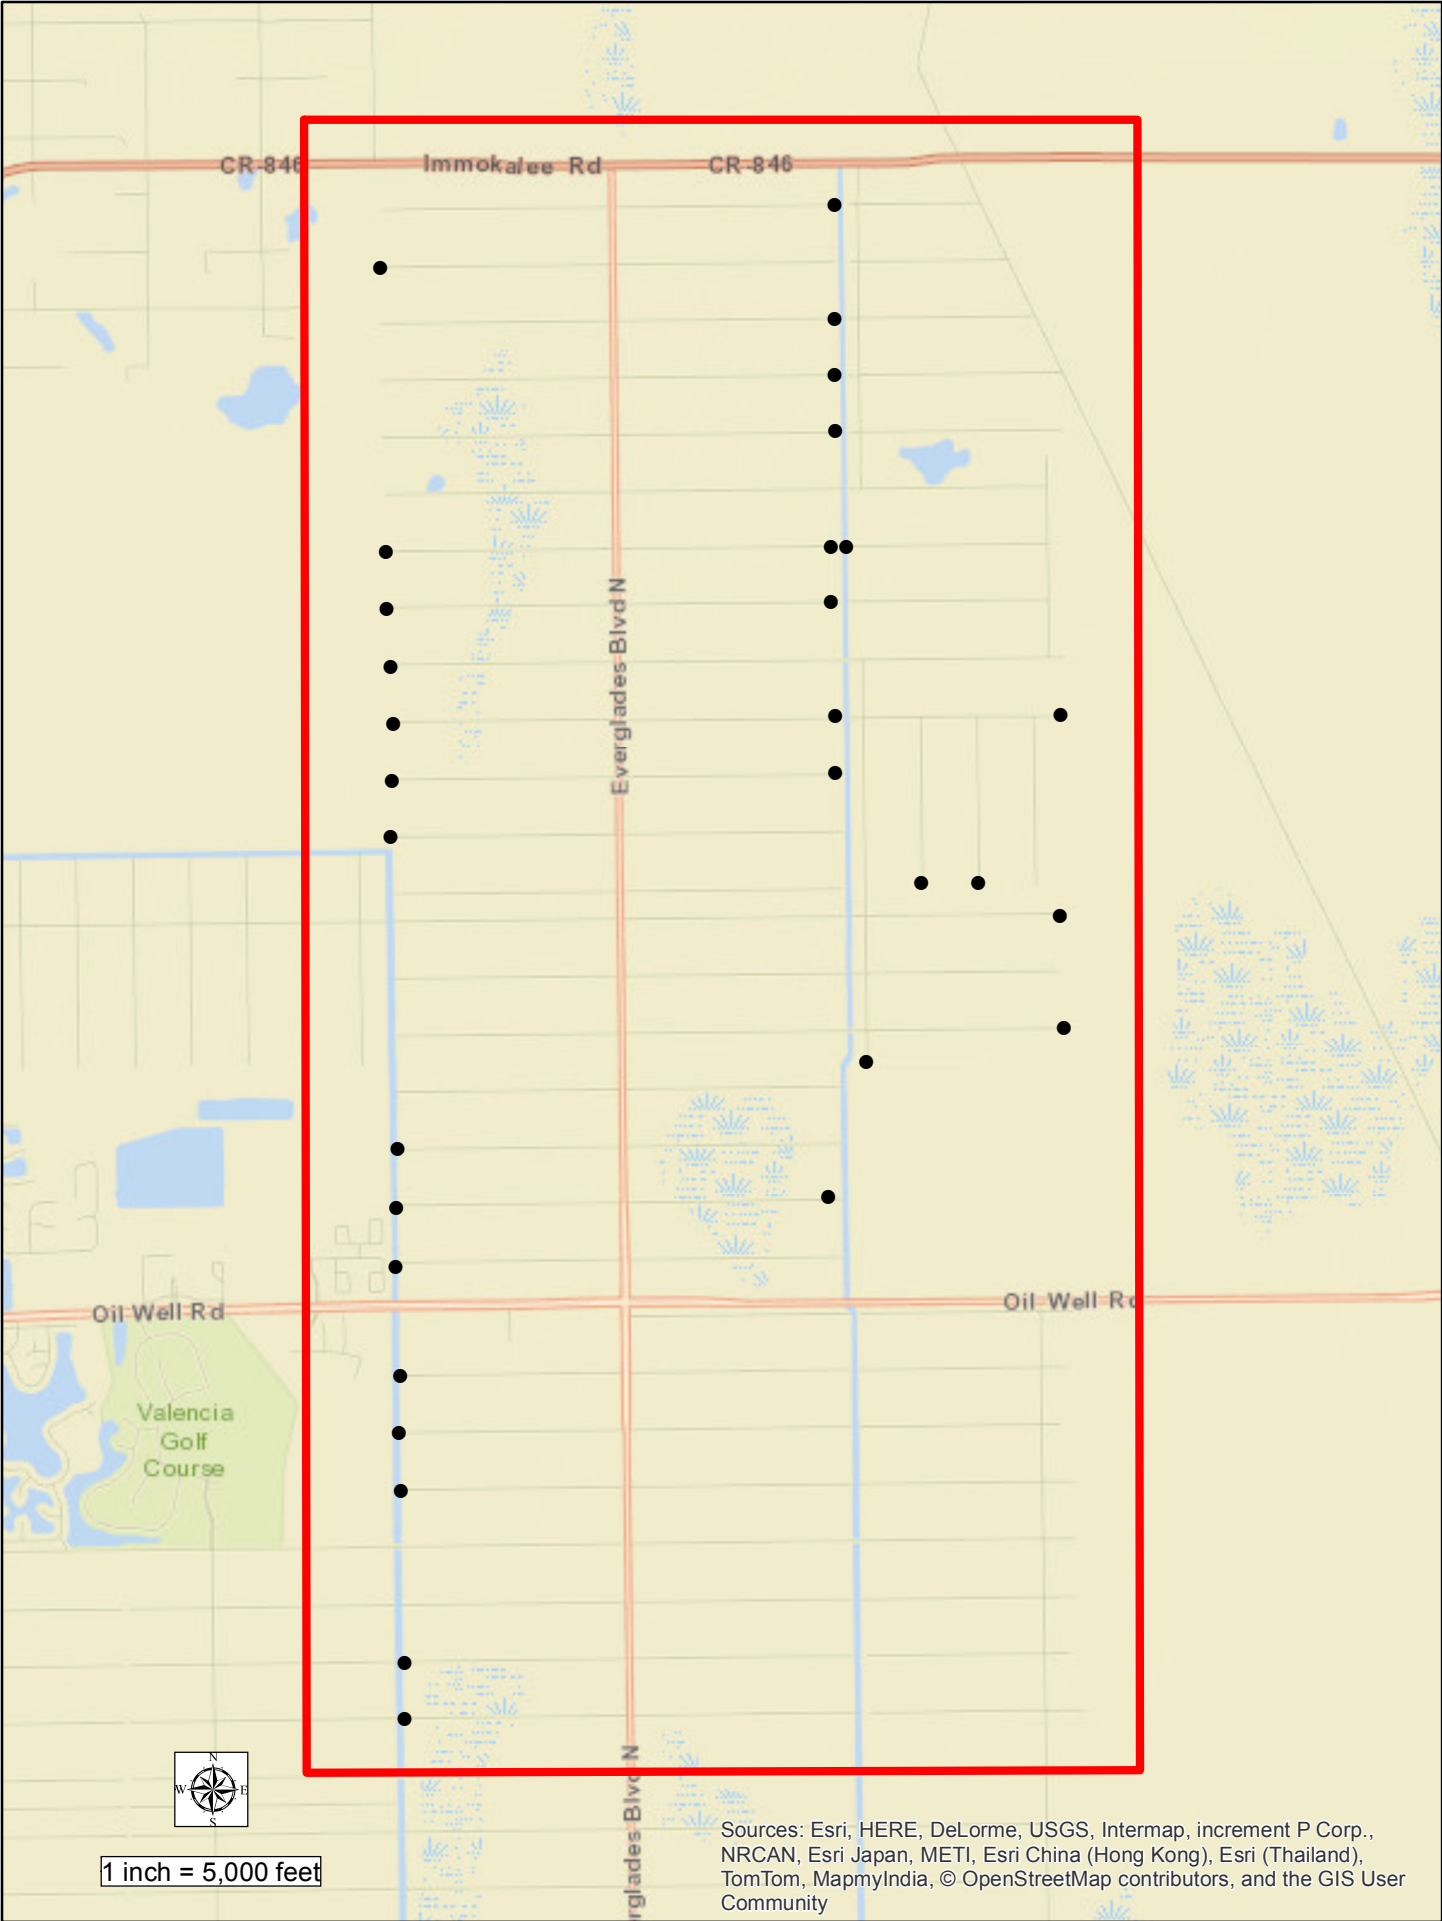 CR-846
Immokalee Rd
CR-846
Everglades Blvd N
Oil Well Rd
Oil Well Rd
Valencia
Golf
Course
N
W E
S
1 inch = 5,000 feet
Blvd N
Sources: Esri, HERE, DeLorme, USGS, Intermap, increment P Corp.,
NRCAN, Esri Japan, METI, Esri China (Hong Kong), Esri (Thailand),
TomTom, MapmyIndia, © OpenStreetMap contributors, and the GIS User
Community